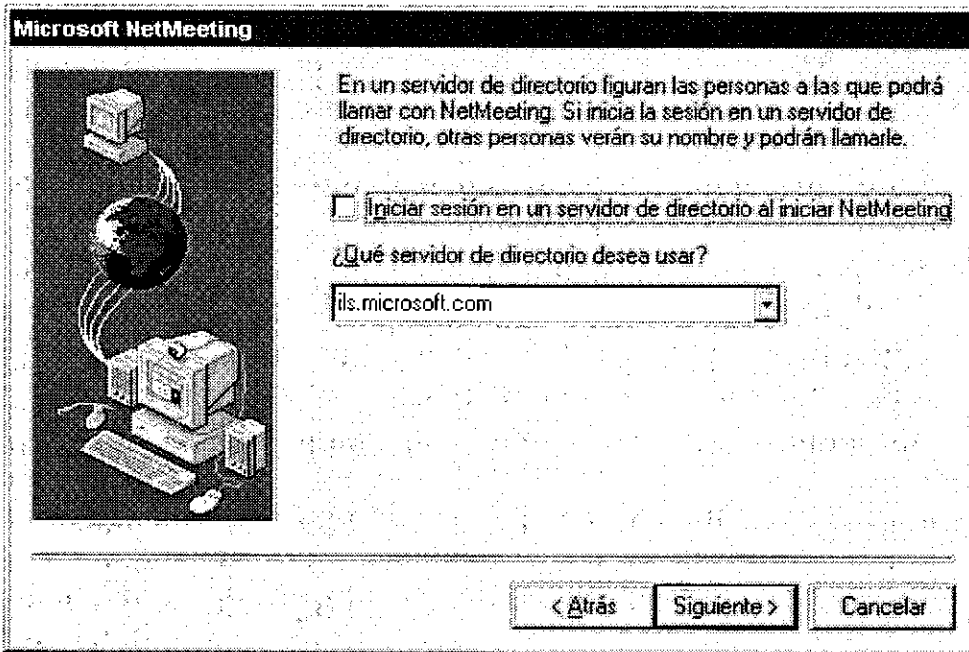 Microsoft NetMeeting
En un servidor de directorio figuran las personas a las que podrá
llamar con NetMeeting. Si inicia la sesión en un servidor de
directorio, otras personas verán su nombre y podrán llamarle.
Iniciar sesión en un servidor de directorio al iniciar NetMeeting
¿Qué servidor de directorio desea usar?
ils.microsoft.com
< Atrás
Siguiente >
Cancelar